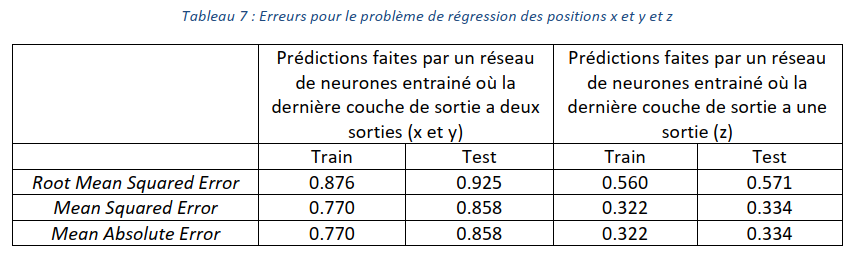 Tableau 7 : Erreurs pour le problème de régression des positions x et y et z
Prédictions faites par un réseau de neurones entrainé où la dernière couche de sortie a deux sorties (x et y)
Prédictions faites par un réseau de neurones entrainé où la dernière couche de sortie a une sortie (z)
Train Test Train Test
Root Mean Squared Error 0.876 0.925 0.560 0.571
Mean Squared Error 0.770 0.858 0.322 0.334
Mean Absolute Error 0.770 0.858 0.322 0.334